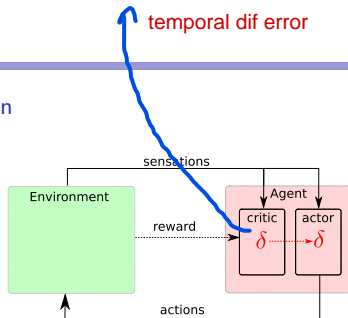 temporal dif error
n
sensations
Environment
Agent
critic
actor
reward
δ
δ
actions